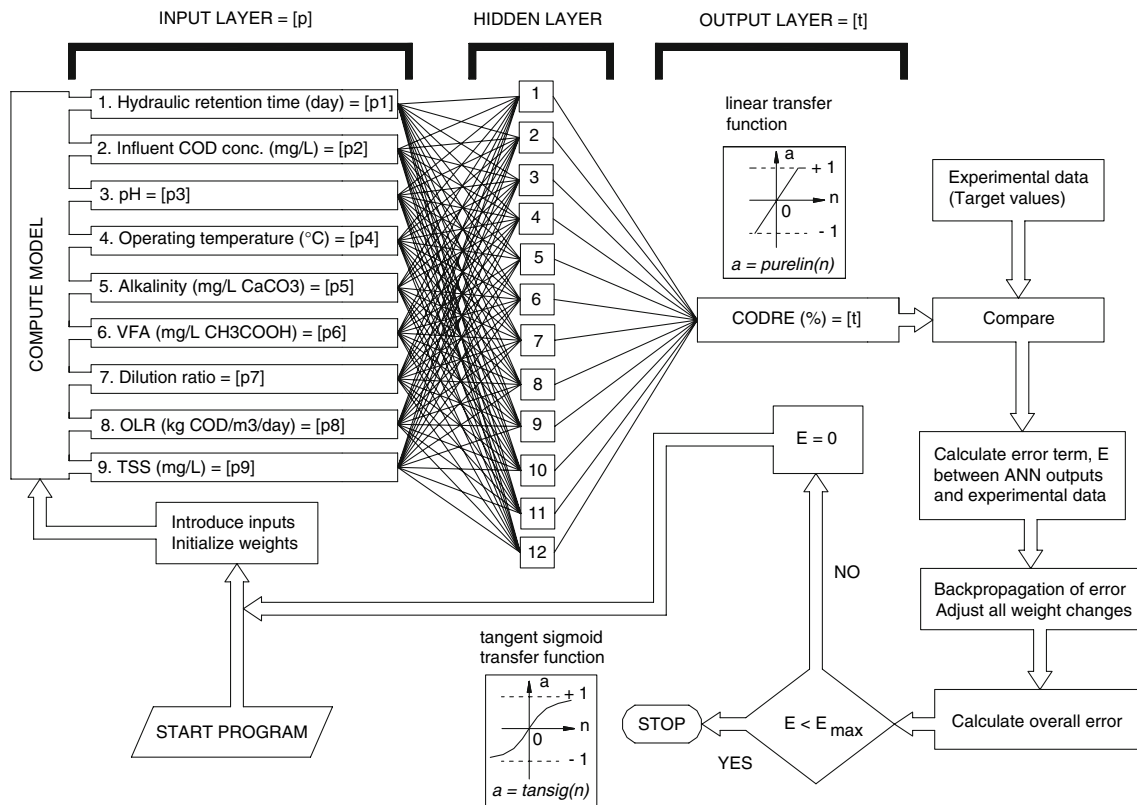 INPUT LAYER = [p]
HIDDEN LAYER
OUTPUT LAYER = [t]
COMPUTE MODEL
1. Hydraulic retention time (day) = [p1]
2. Influent COD conc. (mg/L) = [p2]
3. pH = [p3]
4. Operating temperature (°C) = [p4]
5. Alkalinity (mg/L CaCO3) = [p5]
6. VFA (mg/L CH3COOH) = [p6]
7. Dilution ratio = [p7]
8. OLR (kg COD/m3/day) = [p8]
9. TSS (mg/L) = [p9]
1
2
3
4
5
6
7
8
9
10
11
12
linear transfer
function
a
+ 1
n
0
- 1
a = purelin(n)
CODRE (%) = [t]
Experimental data
(Target values)
Compare
Calculate error term, E
between ANN outputs
and experimental data
Backpropagation of error
Adjust all weight changes
Calculate overall error
E < Emax
NO
YES
E = 0
STOP
Introduce inputs
Initialize weights
START PROGRAM
tangent sigmoid
transfer function
a
+ 1
n
0
- 1
a = tansig(n)